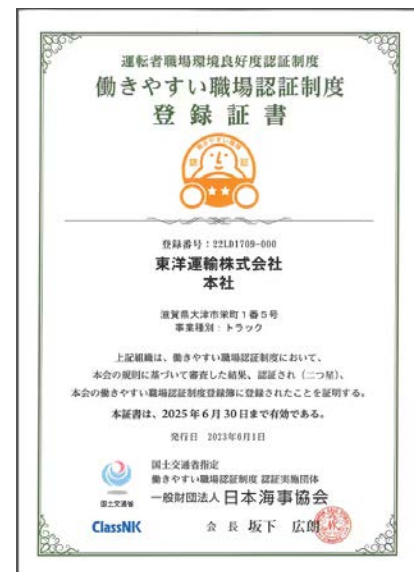 運転者職場環境良好度認証制度
働きやすい職場認証制度
登録証書
働きやすい職場
認 証
登録番号：22LD1709-000
東洋運輸株式会社
本社
滋賀県大津市栄町１番５号
事業種別：トラック
上記組織は、働きやすい職場認証制度において、
本会の規則に基づいて審査した結果、認証され（二つ星）、
本会の働きやすい職場認証制度登録簿に登録されたことを証明する。
本証書は、2025年6月30日まで有効である。
発行日 2023年6月1日
国土交通省指定
働きやすい職場認証制度 認証実施団体
一般財団法人 日本海事協会
国土交通省
ClassNK
会 長 坂下 広朗